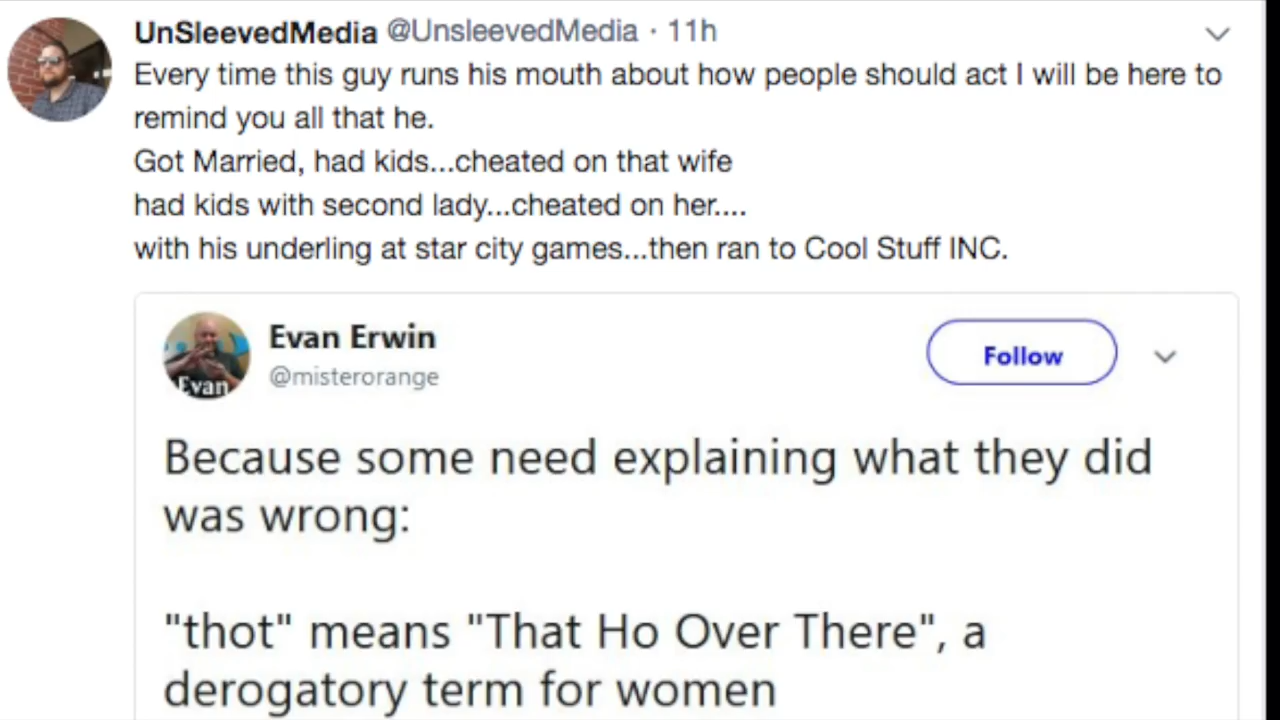 UnSleevedMedia @UnsleevedMedia · 11h
Every time this guy runs his mouth about how people should act I will be here to
remind you all that he.
Got Married, had kids...cheated on that wife
had kids with second lady...cheated on her....
with his underling at star city games...then ran to Cool Stuff INC.
Evan Erwin
@misterorange
Follow
Evan
Because some need explaining what they did
was wrong:
"thot" means "That Ho Over There", a
derogatory term for women